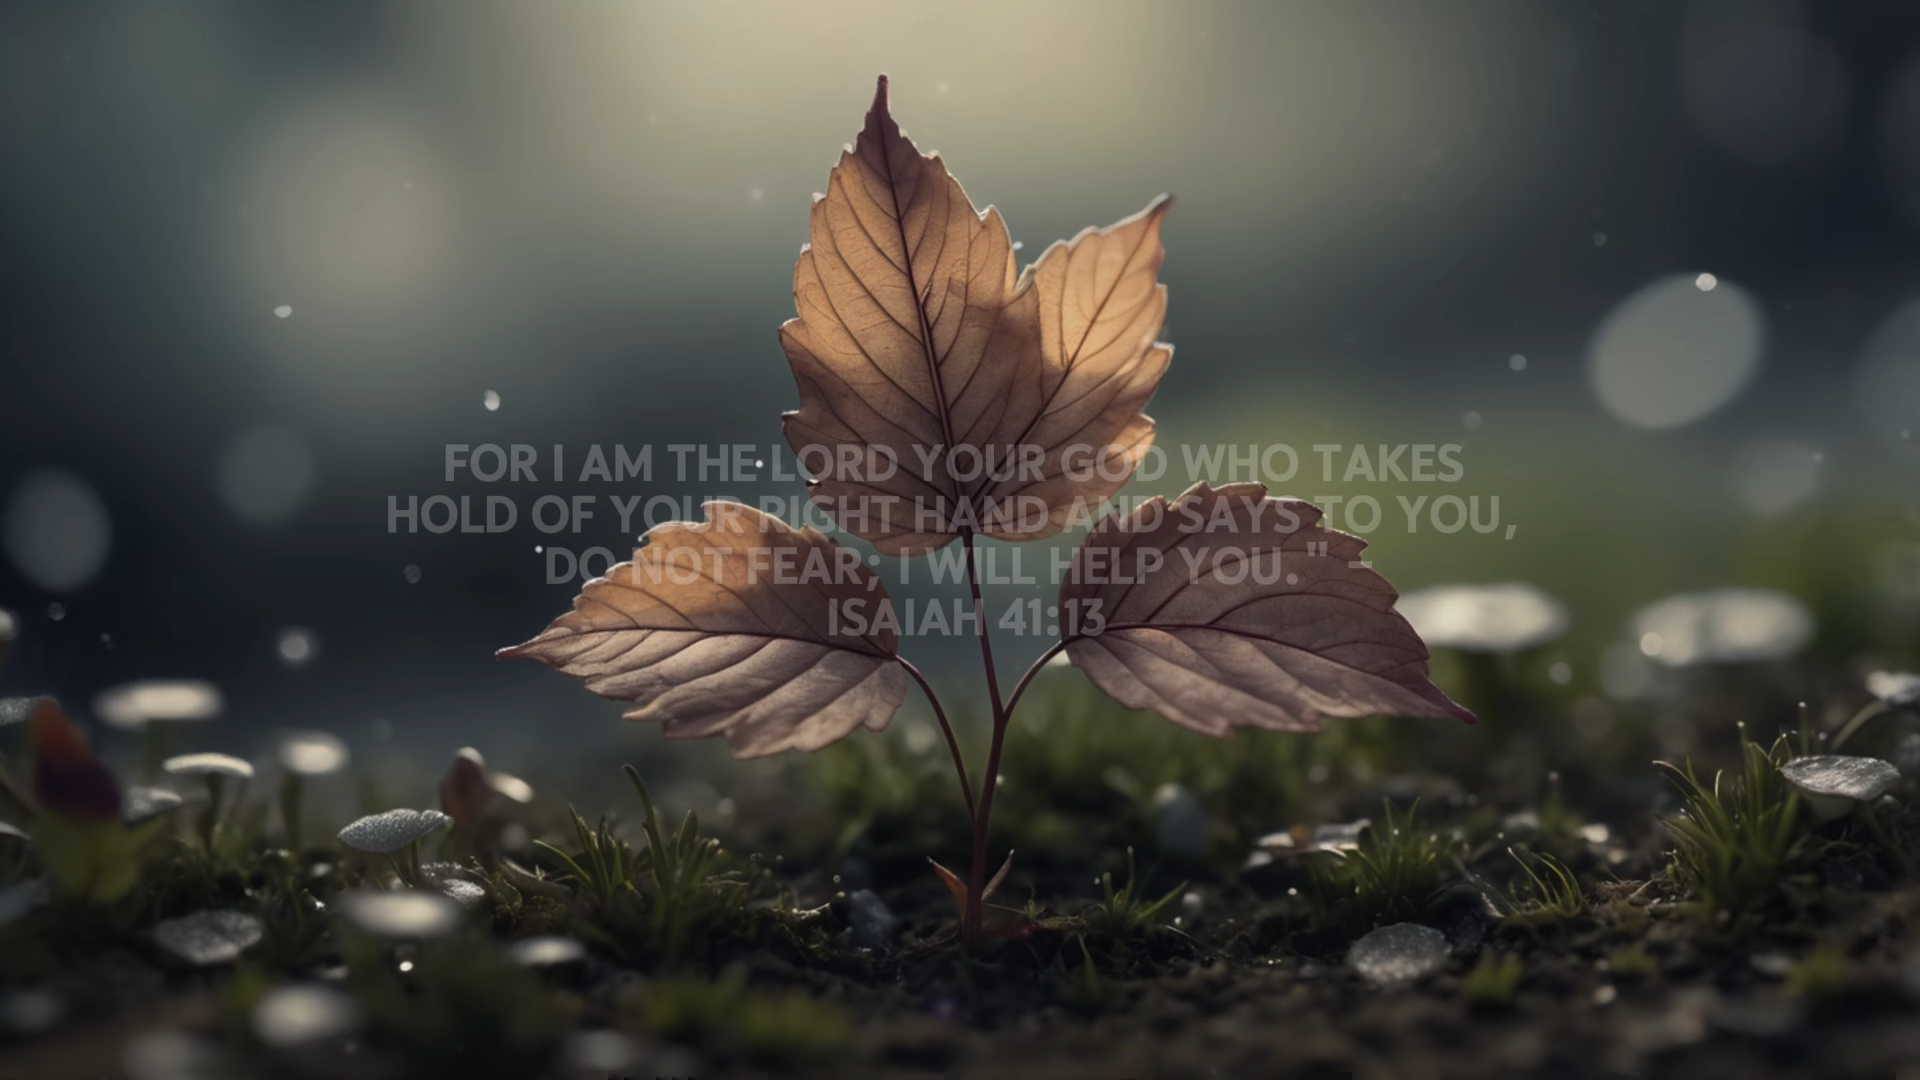 FOR I AM THE LORD YOUR GOD WHO TAKES
HOLD OF YOUR RIGHT HAND AND SAYS TO YOU,
DO NOT FEAR; I WILL HELP YOU. " –
ISAIAH 41:13